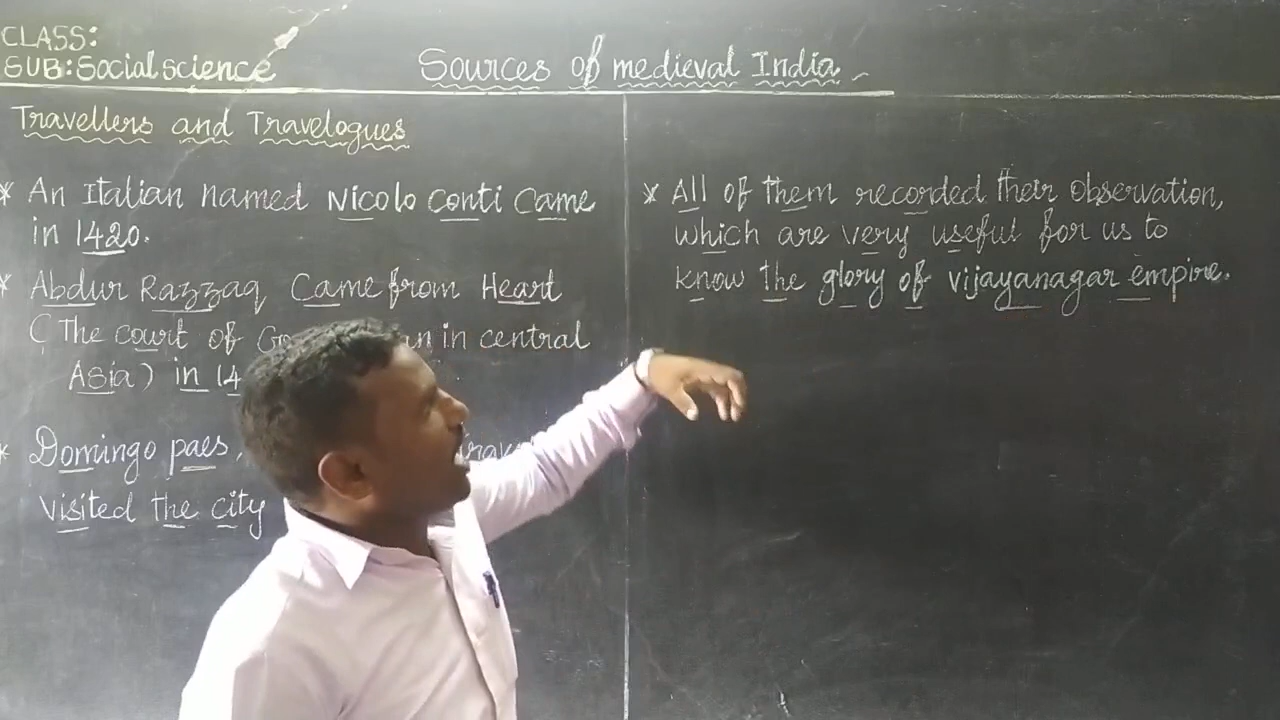 CLASS:
SUB: Social science
Sources of medieval India
Travellers and Travelogues
* An Italian named Nicolo Conti Came
in 1420.
* Abdur Razzaq Came from Heart
( The court of in central
Asia) in
* Domingo paes,
visited the city
* All of them recorded their observation,
which are very useful for us to
know the glory of vijayanagar empire.